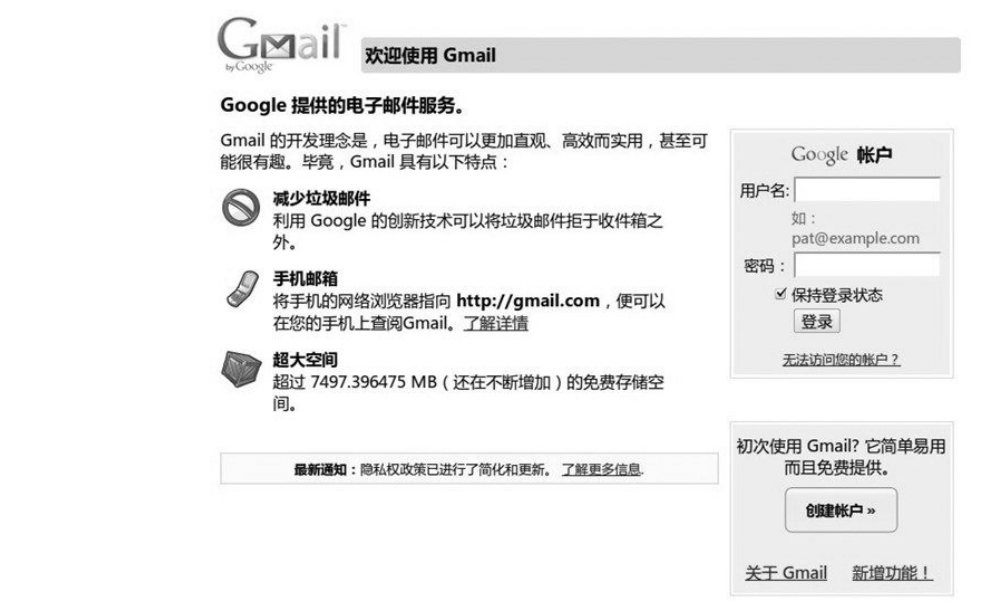 Gmail™
by Google
欢迎使用 Gmail
Google 提供的电子邮件服务。
Gmail 的开发理念是，电子邮件可以更加直观、高效而实用，甚至可
能很有趣。毕竟，Gmail 具有以下特点：
减少垃圾邮件
利用 Google 的创新技术可以将垃圾邮件拒于收件箱之
外。
手机邮箱
将手机的网络浏览器指向 http://gmail.com，便可以
在您的手机上查阅Gmail。了解详情
超大空间
超过 7497.396475 MB（还在不断增加）的免费存储空
间。
最新通知：隐私权政策已进行了简化和更新。 了解更多信息.
Google 帐户
用户名:
如：
pat@example.com
密码：
保持登录状态
登录
无法访问您的帐户？
初次使用 Gmail? 它简单易用
而且免费提供。
创建帐户 »
关于 Gmail 新增功能！